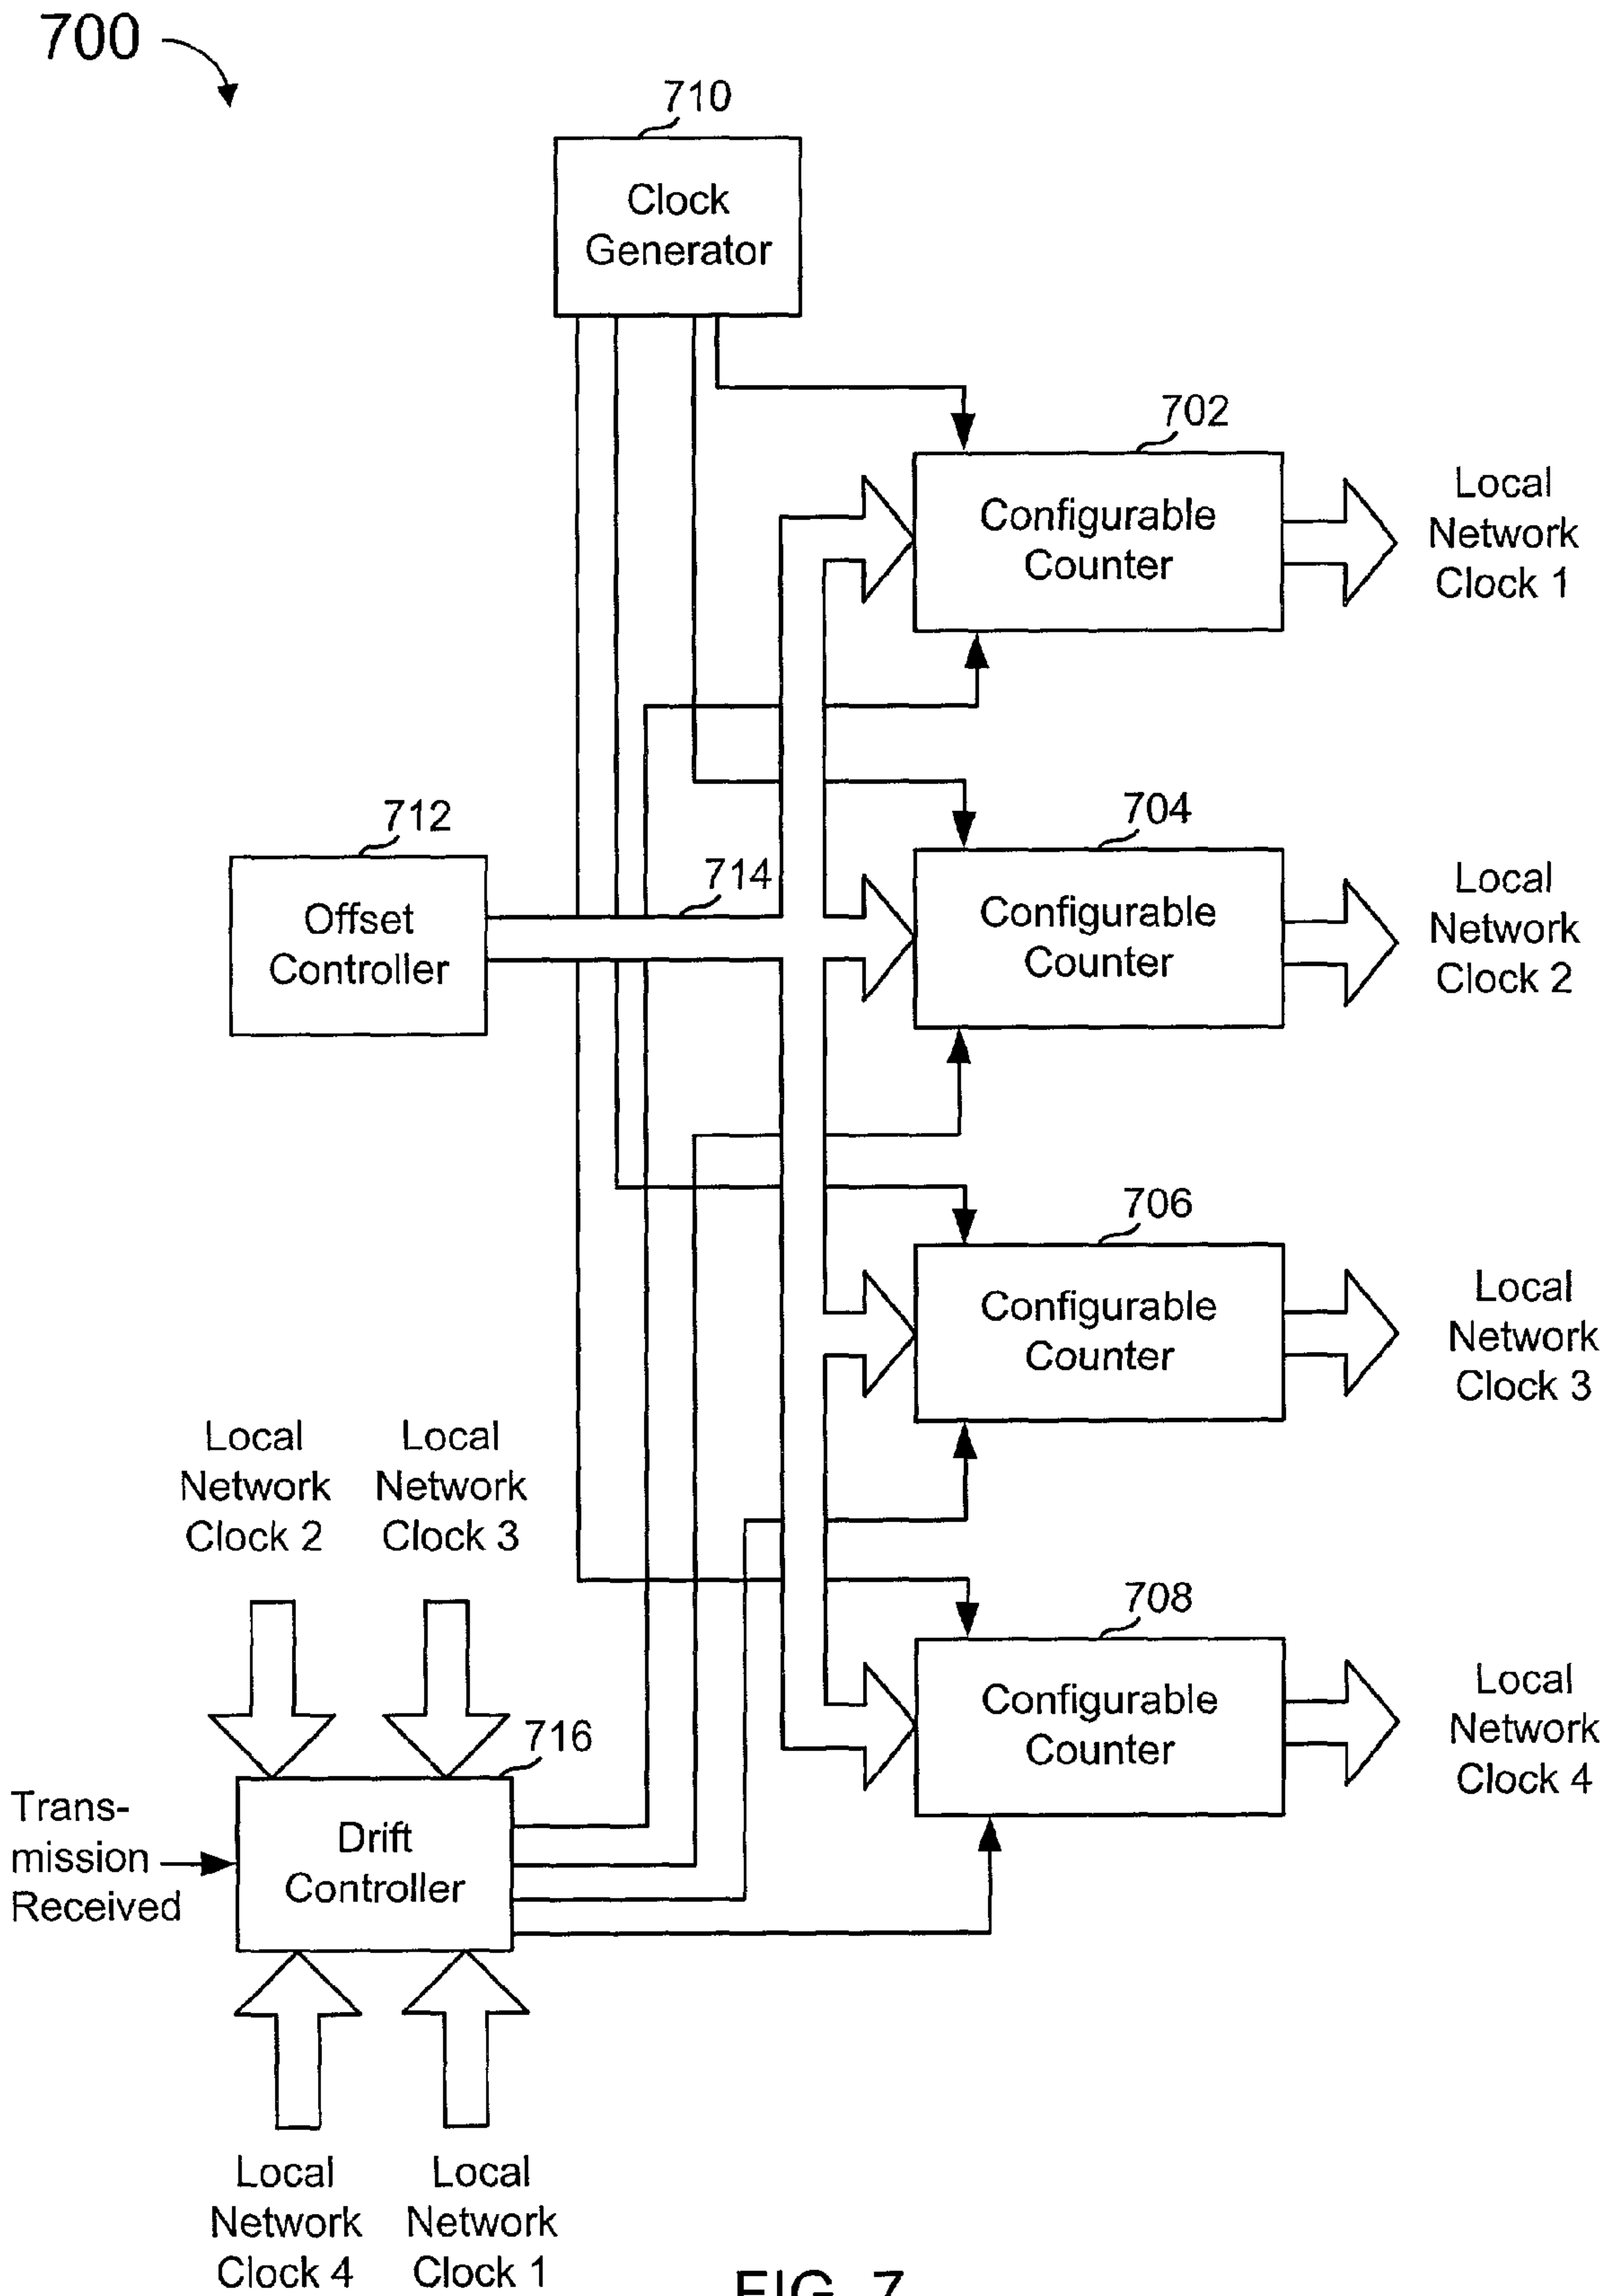 700
710
Clock
Generator
702
Configurable
Counter
Local
Network
Clock 1
712
Offset
Controller
714
704
Configurable
Counter
Local
Network
Clock 2
706
Configurable
Counter
Local
Network
Clock 3
Local
Network
Clock 2
Local
Network
Clock 3
708
Configurable
Counter
Local
Network
Clock 4
716
Trans-
mission
Received
Drift
Controller
Local
Network
Clock 4
Local
Network
Clock 1
FIG. 7